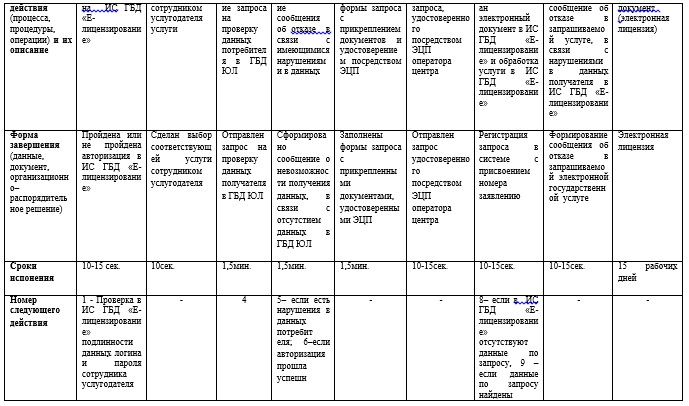 действия
(процесса,
процедуры,
операции) и их
описание
на ИС ГБД
«Е-
лицензировани
е»
сотрудником
услугодателя
услуги
ие запроса
на
проверку
данных
потребител
я в ГБД
ЮЛ
ие
сообщения
об отказе в
связи с
имеющимися
нарушениям
и в данных
формы запроса
с
прикреплением
документов и
удостоверение
м посредством
ЭЦП
запроса,
удостоверенно
го
посредством
ЭЦП
оператора
центра
ан
электронный
документ в ИС
ГБД «Е-
лицензировани
е» и обработка
услуги в ИС
ГБД «Е-
лицензировани
е»
сообщение об
отказе в
запрашиваемо
й услуге, в
связи с
нарушениями
в данных
получателя в
ИС ГБД «Е-
лицензировани
е»
документ
(электронная
лицензия)
Форма
завершения
(данные,
документ,
организационн
о–
распорядитель
ное решение)
Пройдена или
не пройдена
авторизация в
ИС ГБД «Е-
лицензировани
е»
Сделан выбор
соответствующ
ей услуги
сотрудником
услугодателя
Отправлен
запрос на
проверку
данных
получателя
в ГБД ЮЛ
Сформирова
но
сообщение о
невозможнос
ти получения
данных, в
связи с
отсутстием
данных в
ГБД ЮЛ
Заполнены
формы запроса
с
прикрепленны
ми
документами,
удостоверенны
ми ЭЦП
Отправлен
запрос
удостоверенно
го
посредством
ЭЦП
оператора
центра
Регистрация
запроса в
системе с
присвоением
номера
заявлению
Формирование
сообщения об
отказе в
запрашиваемо
й электронной
государственн
ой услуге
Электронная
лицензия
Сроки
испонения
10-15 сек.
10сек.
1,5мин.
1,5мин.
1,5мин.
10-15сек.
10-15сек.
10-15сек.
15 рабочих
дней
Номер
следующего
действия
1 - Проверка в
ИС ГБД «Е-
лицензировани
е»
подлинности
данных логина
и пароля
сотрудника
услугодателя
-
4
5– если есть
нарушения в
данных
потребит
еля; 6–если
авторизация
прошла
успешн
-
-
8– если в ИС
ГБД «Е-
лицензировани
е»
отсутствуют
данные по
запросу, 9 –
если данные
по запросу
найдены
-
-